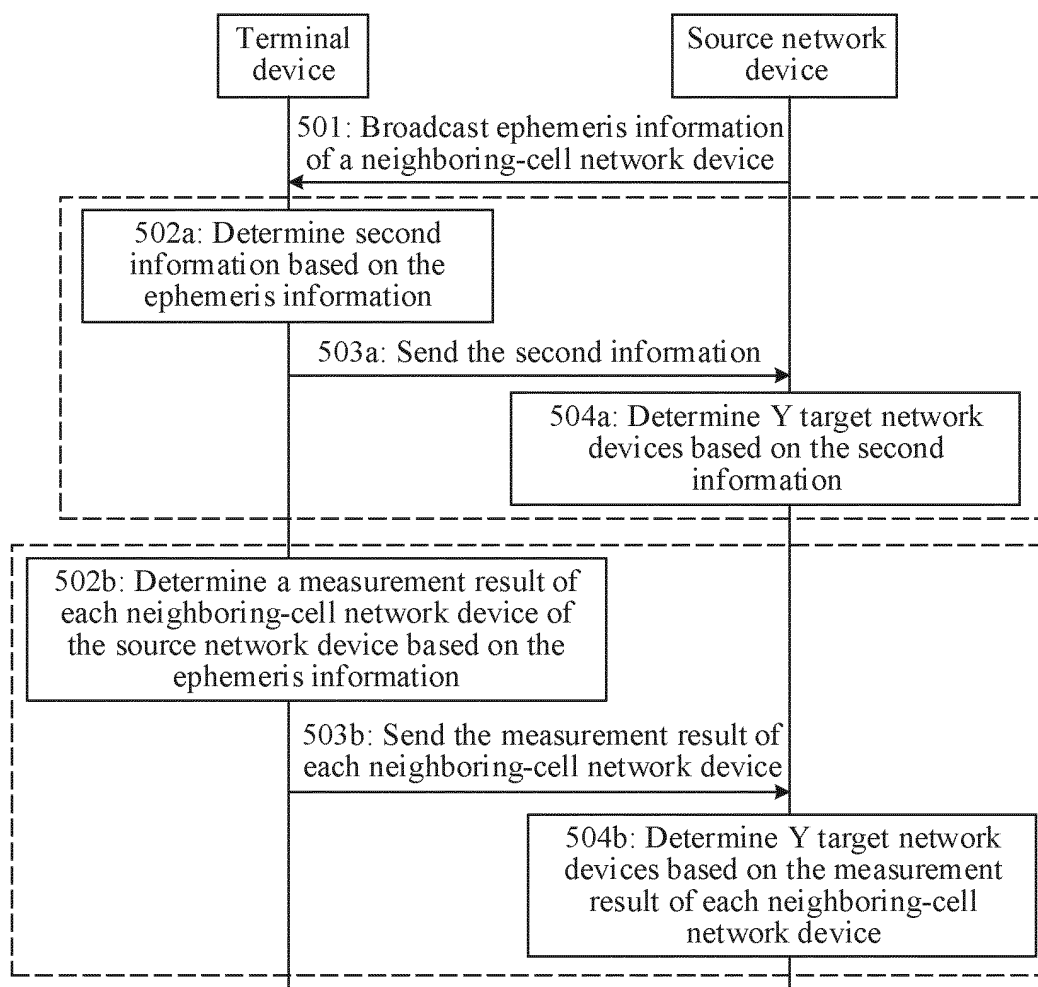 Terminal
device
Source network
device
501: Broadcast ephemeris information
of a neighboring-cell network device
502a: Determine second
information based on the
ephemeris information
503a: Send the second information
504a: Determine Y target network
devices based on the second
information
502b: Determine a measurement result of
each neighboring-cell network device of
the source network device based on the
ephemeris information
503b: Send the measurement result of
each neighboring-cell network device
504b: Determine Y target network
devices based on the measurement
result of each neighboring-cell
network device